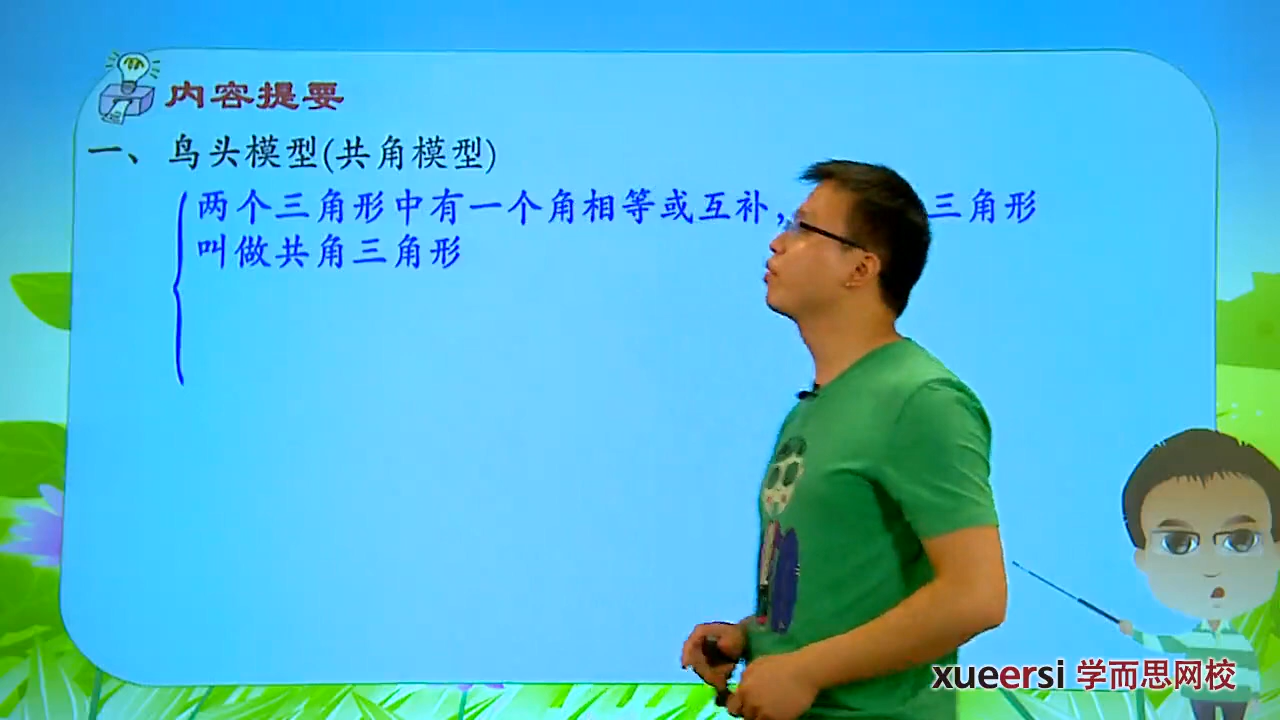 内容提要
一、鸟头模型(共角模型)
两个三角形中有一个角相等或互补, 三角形
叫做共角三角形
xueersi 学而思网校